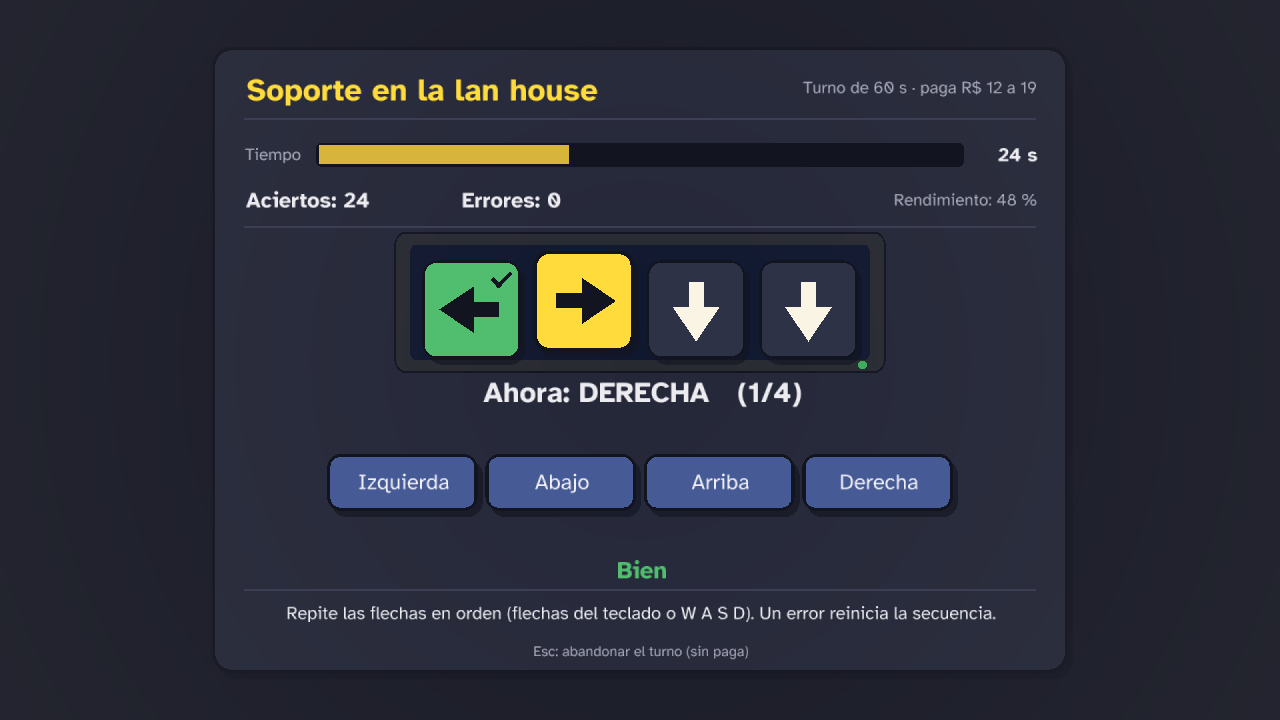 Soporte en la lan house
Turno de 60 s · paga R$ 12 a 19
Tiempo
24 s
Aciertos: 24
Errores: 0
Rendimiento: 48 %
Ahora: DERECHA (1/4)
Izquierda
Abajo
Arriba
Derecha
Bien
Repite las flechas en orden (flechas del teclado o W A S D). Un error reinicia la secuencia.
Esc: abandonar el turno (sin paga)